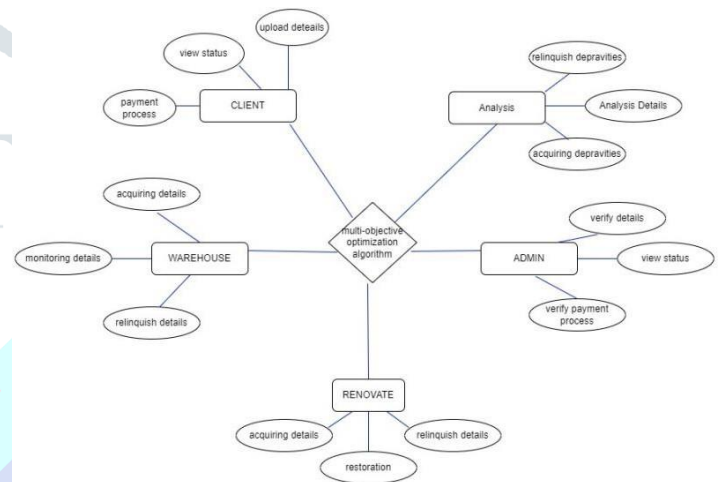 upload deteails
view status
payment
process
CLIENT
relinquish depravities
Analysis
Analysis Details
acquiring depravities
acquiring details
monitoring details
WAREHOUSE
relinquish details
multi-objective
optimization
algorithm
verify details
ADMIN
view status
verify payment
process
RENOVATE
acquiring details
relinquish details
restoration